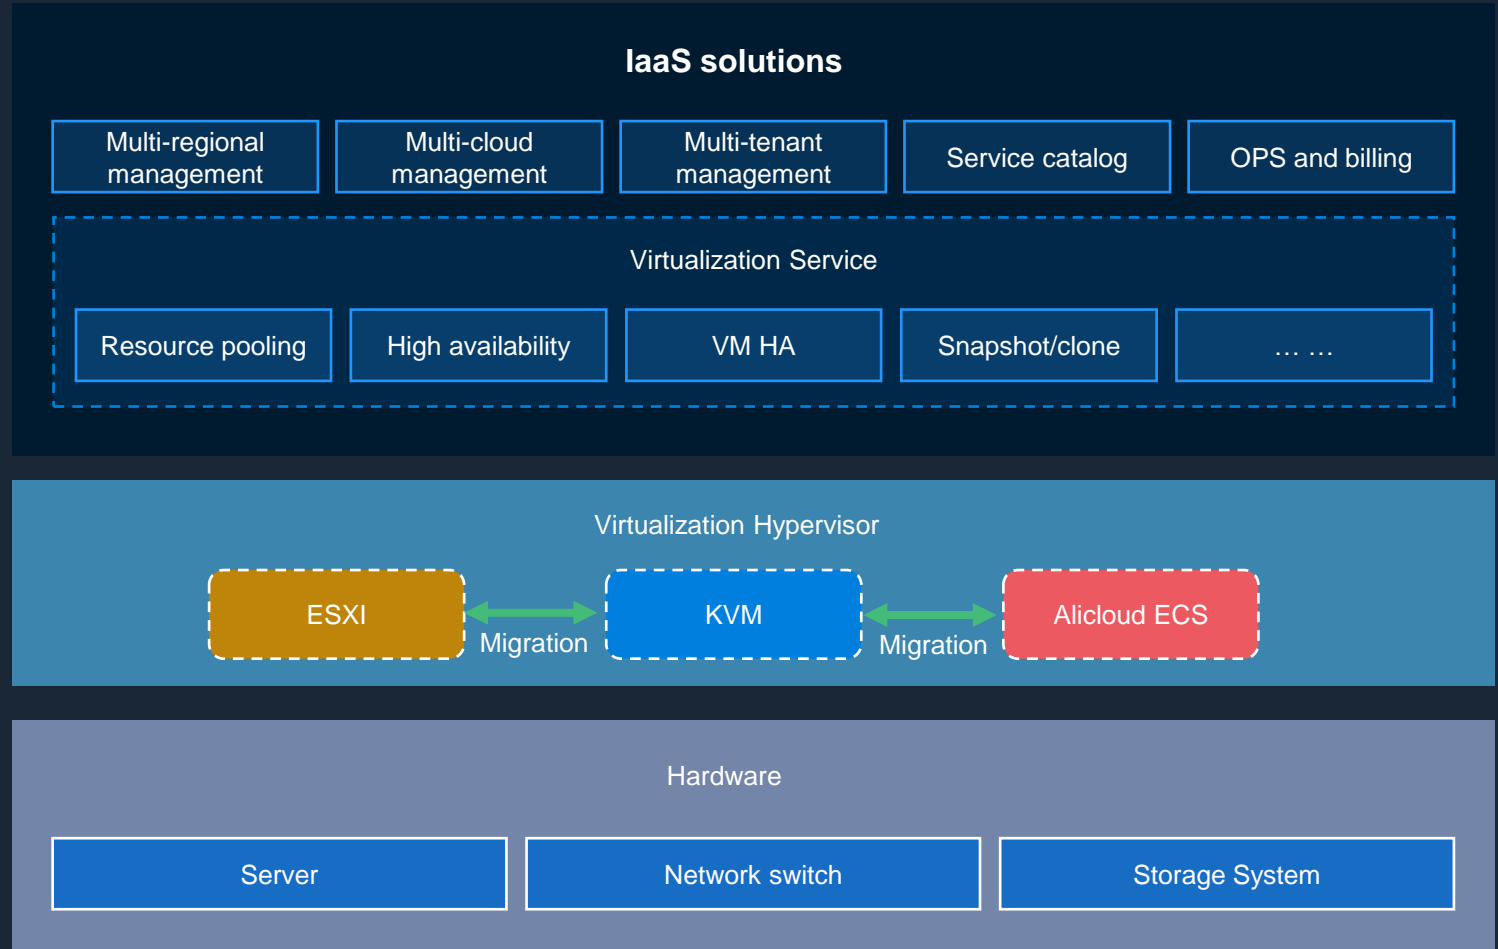 IaaS solutions
Multi-regional
management
Multi-cloud
management
Multi-tenant
management
Service catalog
OPS and billing
Virtualization Service
Resource pooling
High availability
VM HA
Snapshot/clone
… …
Virtualization Hypervisor
ESXI
Migration
KVM
Migration
Alicloud ECS
Hardware
Server
Network switch
Storage System